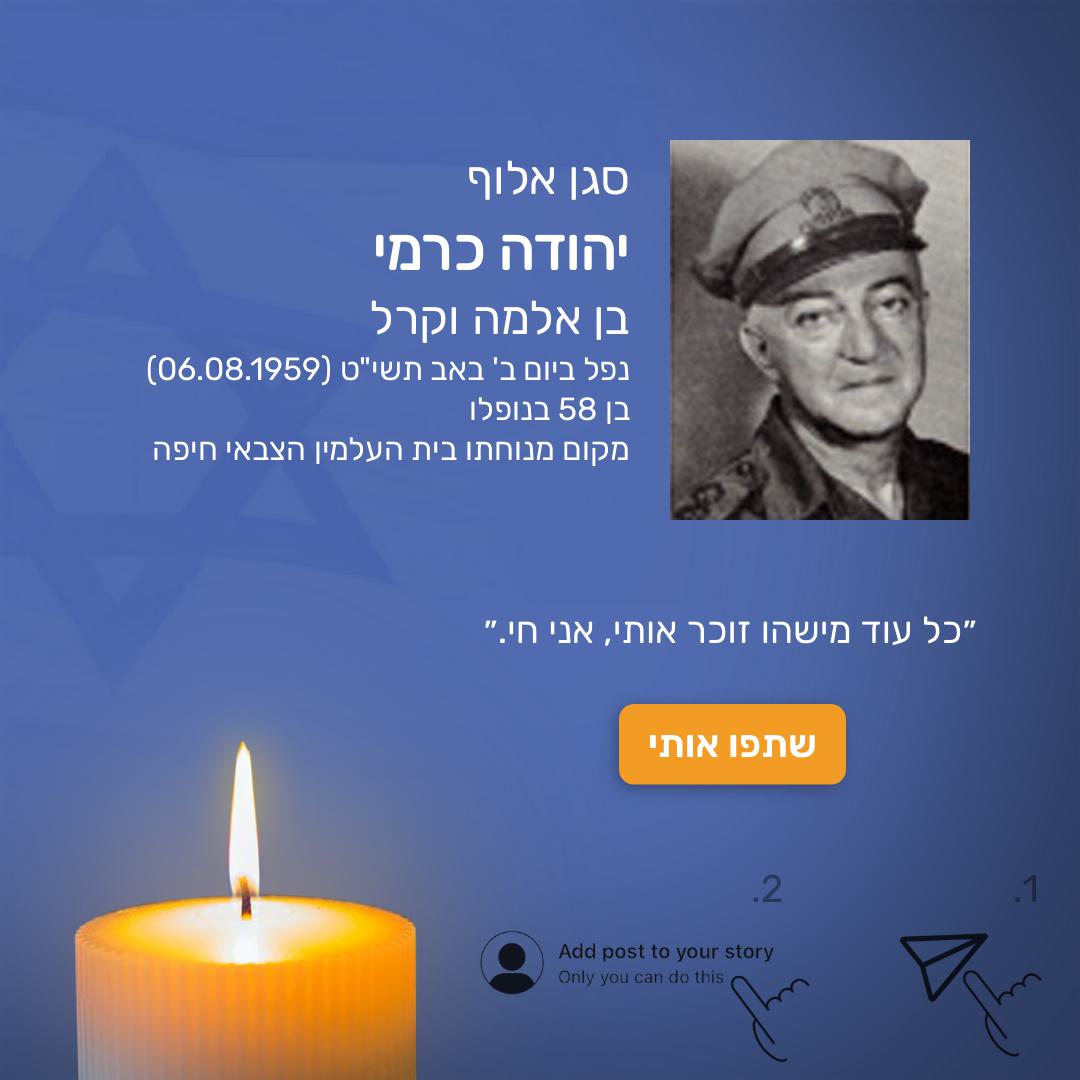 סגן אלוף
יהודה כרמי
בן אלמה וקרל
נפל ביום ב' באב תשי"ט (06.08.1959)
בן 58 בנופלו
מקום מנוחתו בית העלמין הצבאי חיפה
״כל עוד מישהו זוכר אותי, אני חי.״
שתפו אותי
1.
2.
Add post to your story
Only you can do this